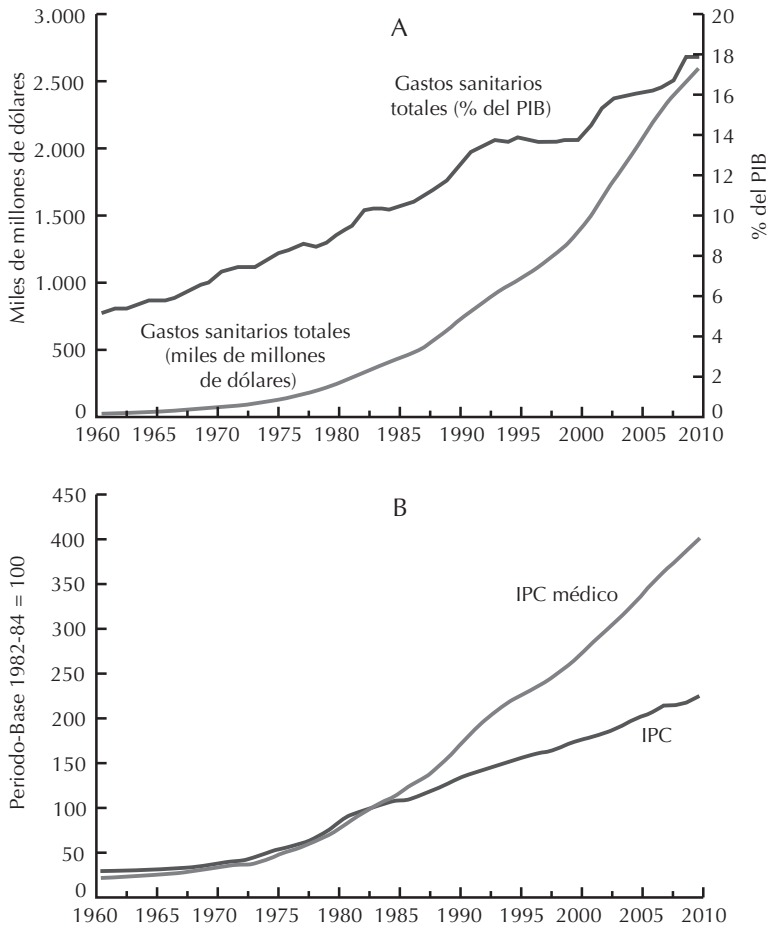 A
Miles de millones de dólares
3.000
2.500
2.000
1.500
1.000
500
0
20
18
16
14
12
10
8
6
4
2
0
% del PIB
Gastos sanitarios
totales (% del PIB)
Gastos sanitarios totales
(miles de millones
de dólares)
1960 1965 1970 1975 1980 1985 1990 1995 2000 2005 2010
B
Periodo-Base 1982-84 = 100
450
400
350
300
250
200
150
100
50
0
IPC médico
IPC
1960 1965 1970 1975 1980 1985 1990 1995 2000 2005 2010